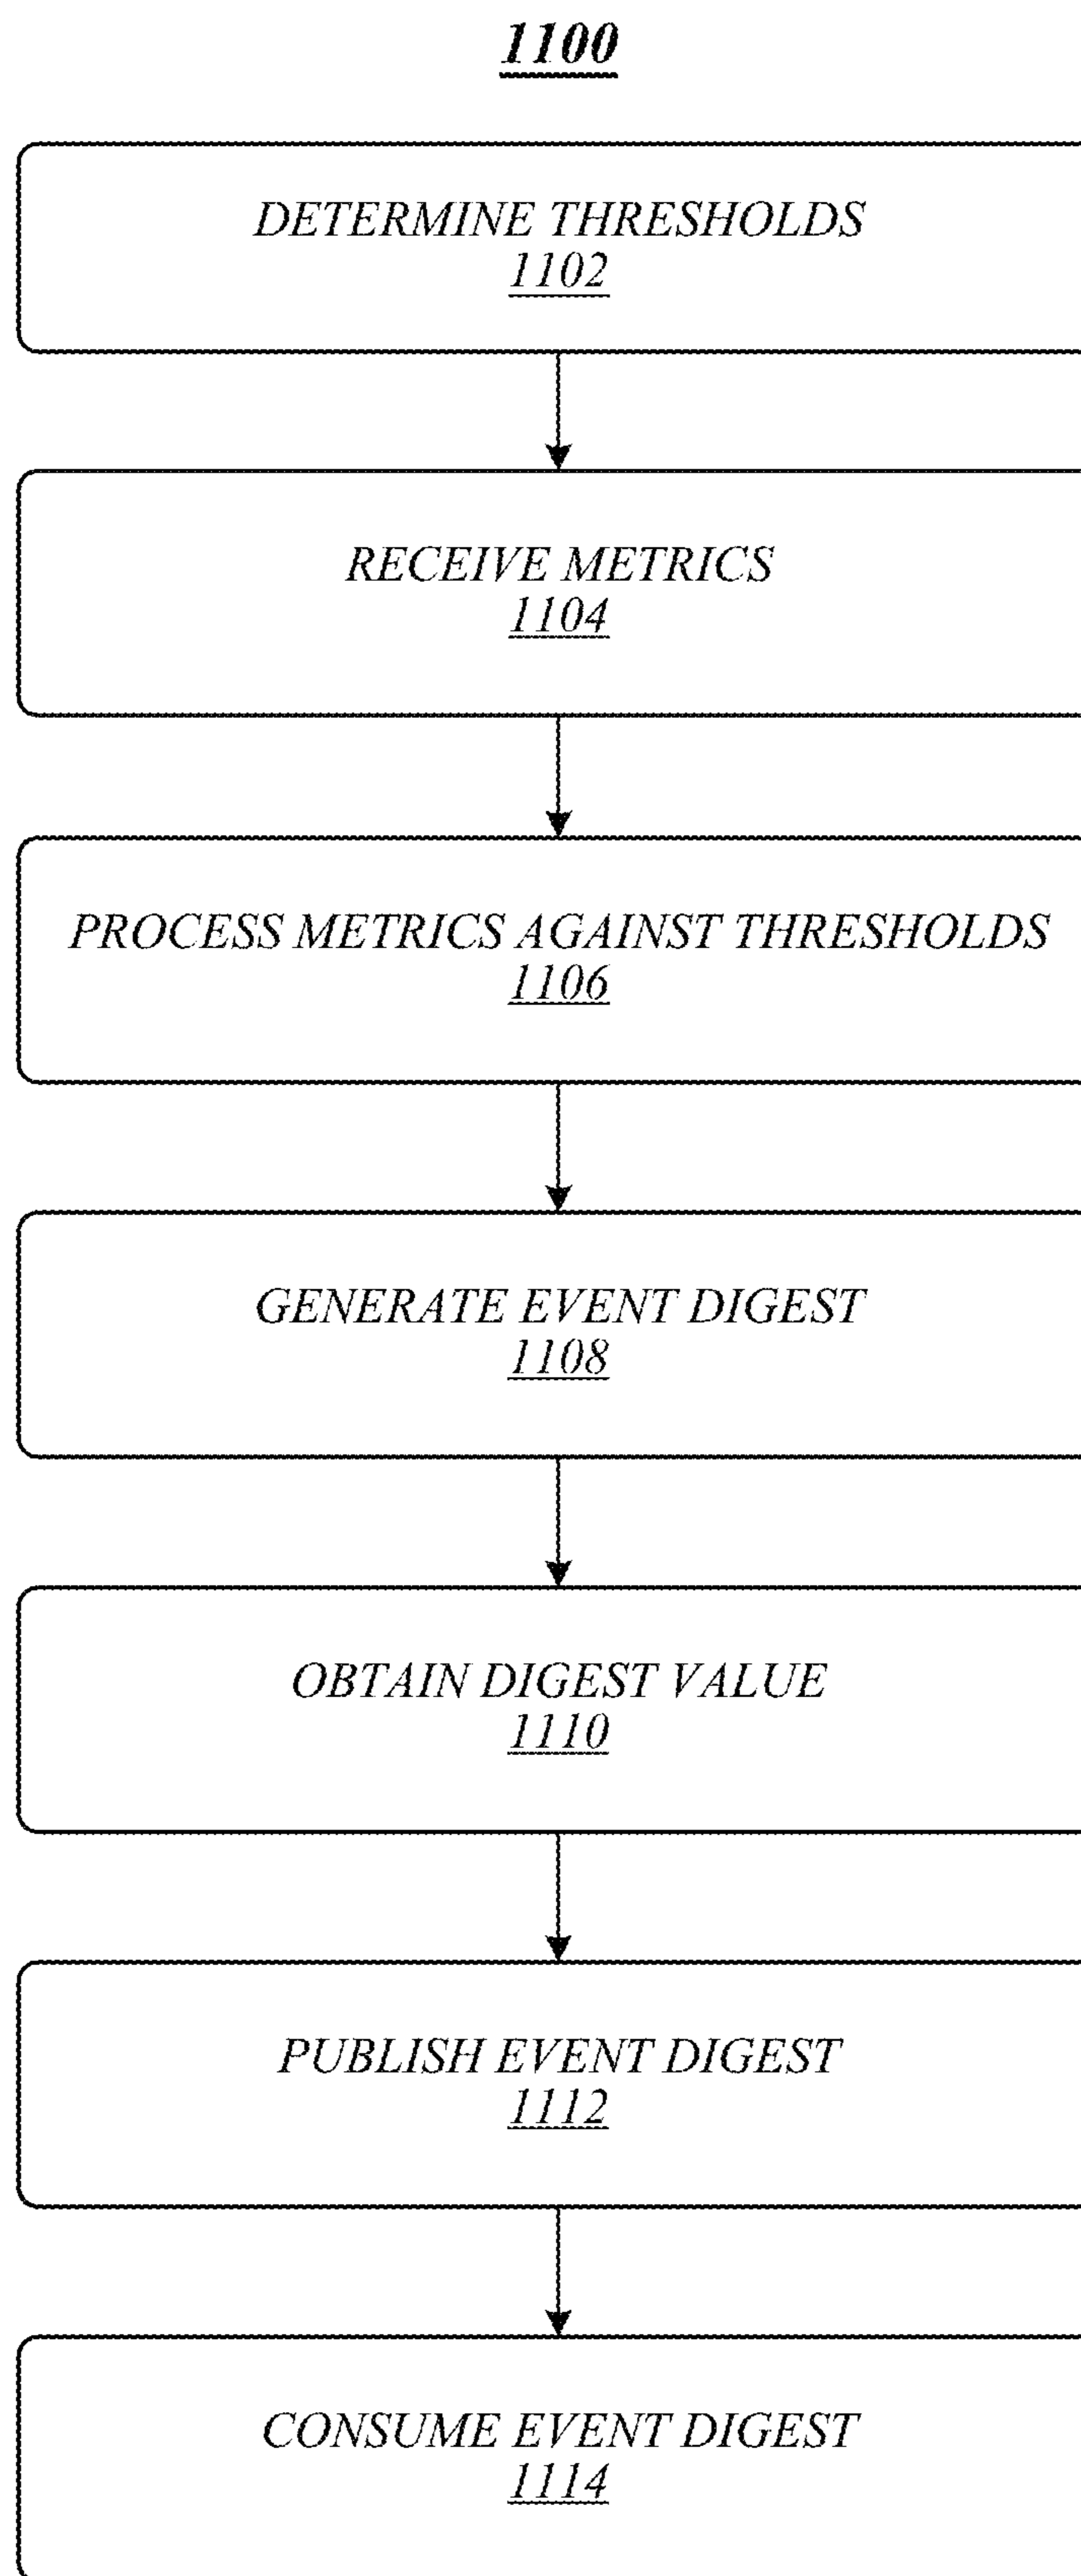 1100
DETERMINE THRESHOLDS
1102
RECEIVE METRICS
1104
PROCESS METRICS AGAINST THRESHOLDS
1106
GENERATE EVENT DIGEST
1108
OBTAIN DIGEST VALUE
1110
PUBLISH EVENT DIGEST
1112
CONSUME EVENT DIGEST
1114